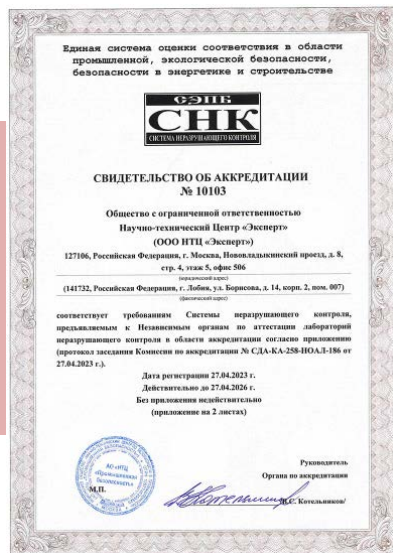 Единая система оценки соответствия в области
промышленной, экологической безопасности,
безопасности в энергетике и строительстве
СЭПБ
СНК
СИСТЕМА НЕРАЗРУШАЮЩЕГО КОНТРОЛЯ
СВИДЕТЕЛЬСТВО ОБ АККРЕДИТАЦИИ
№ 10103
Общество с ограниченной ответственностью
Научно-технический Центр «Эксперт»
(ООО НТЦ «Эксперт»)
127106, Российская Федерация, г. Москва, Нововладыкинский проезд, д. 8,
стр. 4, этаж 5, офис 506
(юридический адрес)
(141732, Российская Федерация, г. Лобня, ул. Борисова, д. 14, корп. 2, пом. 007)
(фактический адрес)
соответствует требованиям Системы неразрушающего контроля,
предъявляемым к Независимым органам по аттестации лабораторий
неразрушающего контроля в области аккредитации согласно приложению
(протокол заседания Комиссии по аккредитации № СДА-КА-258-НОАЛ-186 от
27.04.2023 г.).
Дата регистрации 27.04.2023 г.
Действительно до 27.04.2026 г.
Без приложения недействительно
(приложение на 2 листах)
АО «НТЦ
«Промышленная
безопасность»
М.П.
Руководитель
Органа по аккредитации
/В.С. Котельников/